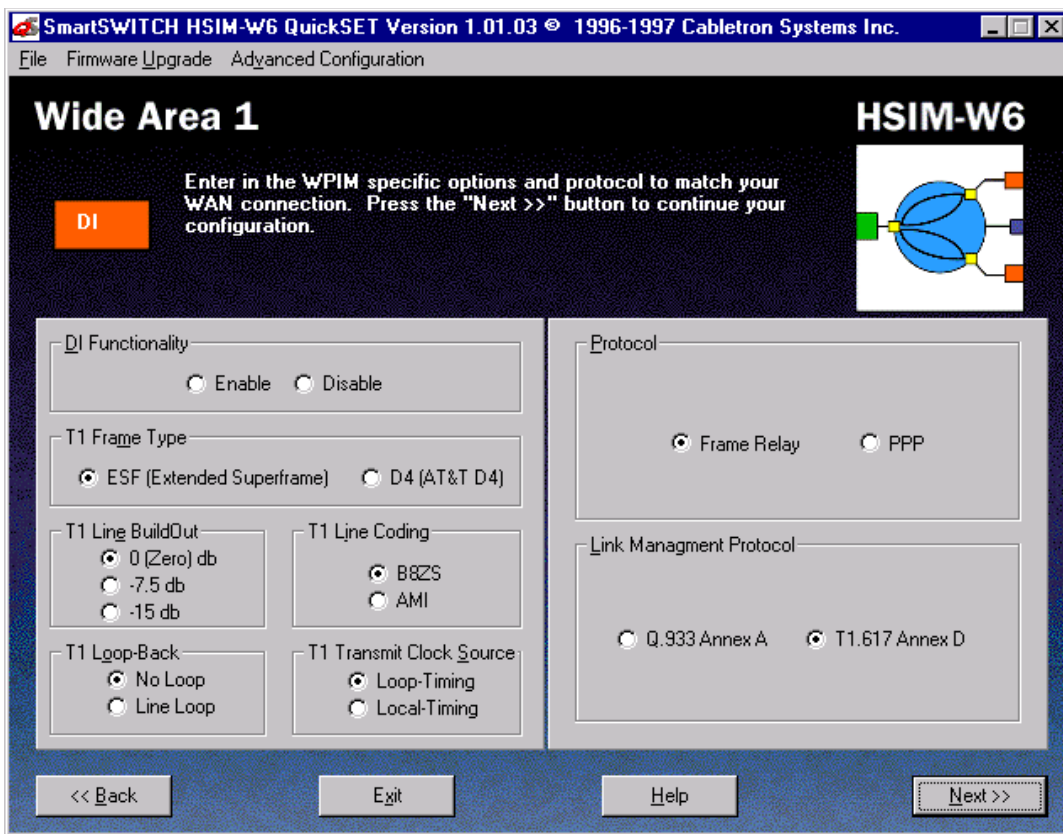 SmartSWITCH HSIM-W6 QuickSET Version 1.01.03 © 1996-1997 Cabletron Systems Inc.
File Firmware Upgrade Advanced Configuration
Wide Area 1
HSIM-W6
DI
Enter in the WPIM specific options and protocol to match your
WAN connection. Press the "Next >>" button to continue your
configuration.
DI Functionality
Enable Disable
T1 Frame Type
ESF (Extended Superframe) D4 (AT&T D4)
T1 Line BuildOut
0 (Zero) db
-7.5 db
-15 db
T1 Line Coding
B8ZS
AMI
T1 Loop-Back
No Loop
Line Loop
T1 Transmit Clock Source
Loop-Timing
Local-Timing
Protocol
Frame Relay PPP
Link Managment Protocol
Q.933 Annex A T1.617 Annex D
<< Back Exit Help Next >>